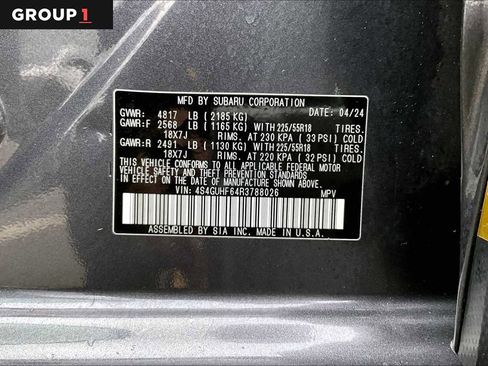 GROUP 1
MFD BY SUBARU CORPORATION DATE: 04/24
GVWR: 4817 LB ( 2185 KG)
GAWR:F 2568 LB ( 1165 KG) WITH 225/55R18 TIRES.
18X7J RIMS. AT 230 KPA ( 33 PSI) COLD
GAWR:R 2491 LB ( 1130 KG) WITH 225/55R18 TIRES.
18X7J RIMS. AT 220 KPA ( 32 PSI) COLD
THIS VEHICLE CONFORMS TO ALL APPLICABLE FEDERAL MOTOR
VEHICLE SAFETY AND THEFT PREVENTION STANDARDS
IN EFFECT ON THE DATE OF MANUFACTURE SHOWN ABOVE.
VIN: 4S4GUHF64R3788026 MPV
ASSEMBLED BY SIA INC. MADE IN U.S.A.